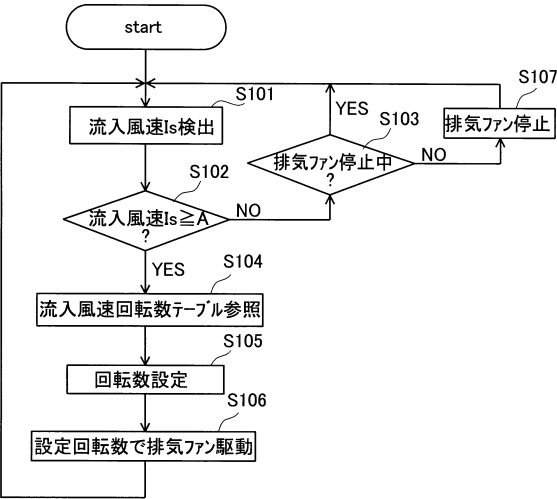 start
S101
流入風速Is検出
S107
排気ファン停止
YES
S103
排気ファン停止中
?
NO
S102
流入風速Is≧A
?
NO
YES
S104
流入風速回転数テーブル参照
S105
回転数設定
S106
設定回転数で排気ファン駆動